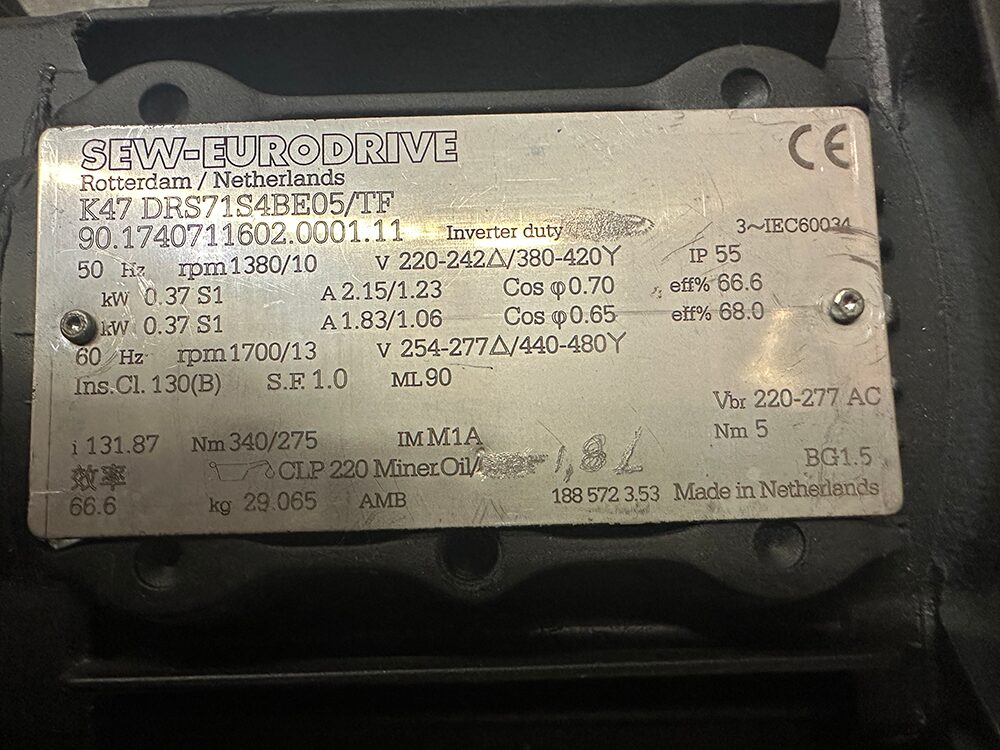 SEW-EURODRIVE CE
Rotterdam / Netherlands
K47 DRS71S4BE05/TF
90.1740711602.0001.11 Inverter duty 3~IEC60034
50 Hz rpm 1380/10 V 220-242△/380-420Y IP 55
kW 0.37 S1 A 2.15/1.23 Cos φ 0.70 eff% 66.6
kW 0.37 S1 A 1.83/1.06 Cos φ 0.65 eff% 68.0
60 Hz rpm 1700/13 V 254-277△/440-480Y
Ins.Cl. 130(B) S.F. 1.0 ML 90
Vbr 220-277 AC
i 131.87 Nm 340/275 IM M1A Nm 5
效率 CLP 220 Miner.Oil/ 1,8 L BG1.5
66.6 kg 29.065 AMB 188 572 3.53 Made in Netherlands